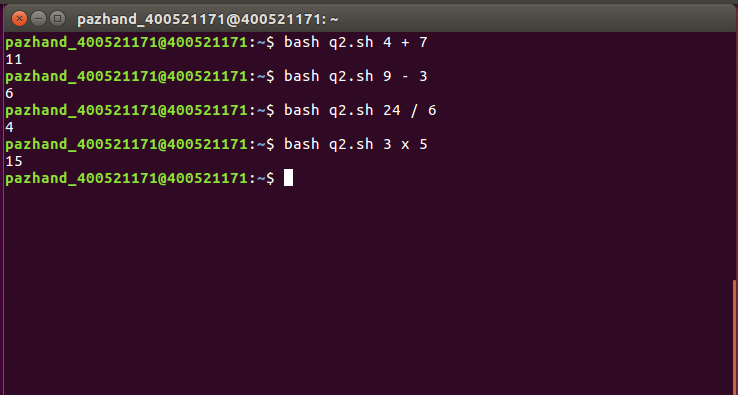 pazhand_400521171@400521171: ~
pazhand_400521171@400521171:~$ bash q2.sh 4 + 7
11
pazhand_400521171@400521171:~$ bash q2.sh 9 - 3
6
pazhand_400521171@400521171:~$ bash q2.sh 24 / 6
4
pazhand_400521171@400521171:~$ bash q2.sh 3 x 5
15
pazhand_400521171@400521171:~$